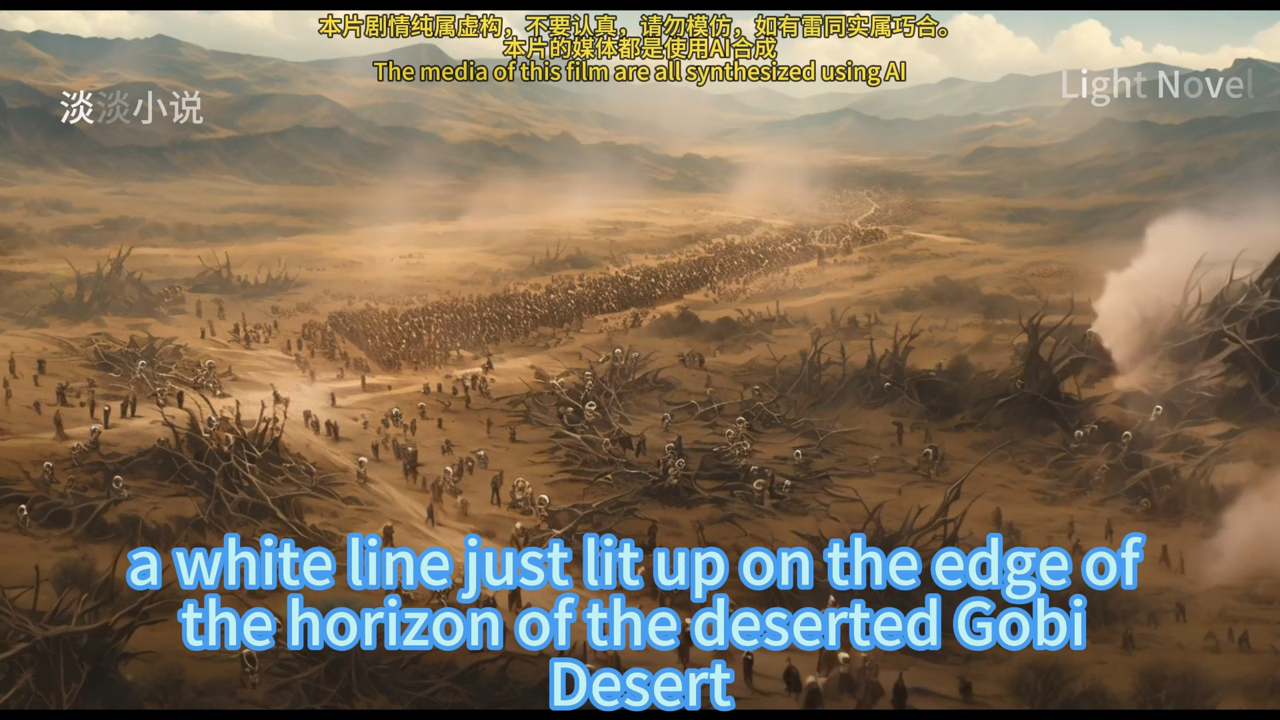 本片剧情纯属虚构，不要认真，请勿模仿，如有雷同实属巧合。
本片的媒体都是使用AI合成
The media of this film are all synthesized using AI
淡淡小说
Light Novel
a white line just lit up on the edge of
the horizon of the deserted Gobi
Desert